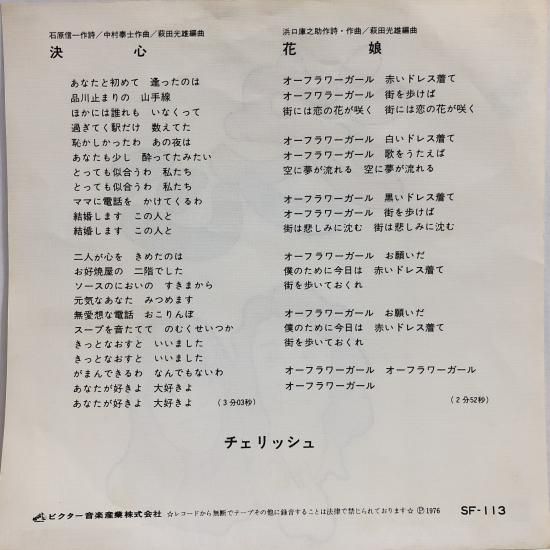 石原信一作詩／中村泰士作曲／萩田光雄編曲
決心
あなたと初めて 逢ったのは
品川止まりの 山手線
ほかには誰れも いなくって
過ぎてく駅だけ 数えてた
恥かしかったわ あの夜は
あなたも少し 酔ってたみたい
とっても似合うわ 私たち
とっても似合うわ 私たち
ママに電話を かけてくるわ
結婚します この人と
結婚します この人と
二人が心を きめたのは
お好焼屋の 二階でした
ソースのにおいの すきまから
元気なあなた みつめます
無愛想な電話 おこりんぼ
スープを音たてて のむくせいつか
きっとなおすと いいました
きっとなおすと いいました
がまんできるわ なんでもないわ
あなたが好きよ 大好きよ
あなたが好きよ 大好きよ (3分03秒)
浜口庫之助作詩・作曲／萩田光雄編曲
花娘
オーフラワーガール 赤いドレス着て
オーフラワーガール 街を歩けば
街には恋の花が咲く 街には恋の花が咲く
オーフラワーガール 白いドレス着て
オーフラワーガール 歌をうたえば
空に夢が流れる 空に夢が流れる
オーフラワーガール 黒いドレス着て
オーフラワーガール 街を歩けば
街は悲しみに沈む 街は悲しみに沈む
オーフラワーガール お願いだ
僕のために今日は 赤いドレス着て
街を歩いておくれ
オーフラワーガール お願いだ
僕のために今日は 赤いドレス着て
街を歩いておくれ
オーフラワーガール オーフラワーガール
オーフラワーガール
(2分52秒)
チェリッシュ
ビクター音楽産業株式会社 ☆レコードから無断でテープその他に録音することは法律で禁じられております☆ Ⓟ1976 SF-113